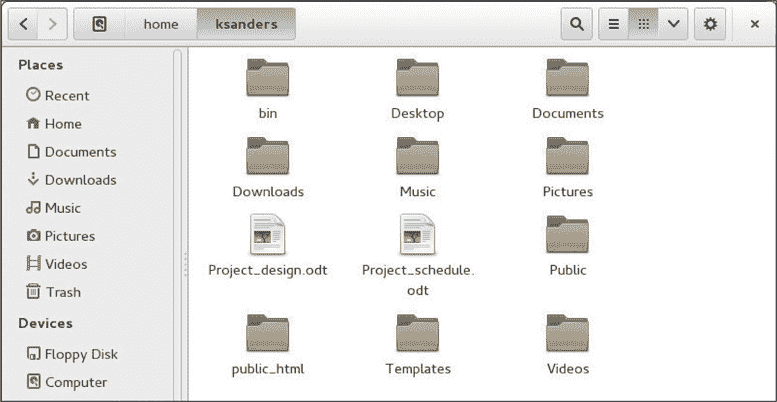 home
ksanders
Places
Recent
Home
Documents
Downloads
Music
Pictures
Videos
Trash
Devices
Floppy Disk
Computer
bin
Desktop
Documents
Downloads
Music
Pictures
Project_design.odt
Project_schedule.
odt
Public
public_html
Templates
Videos